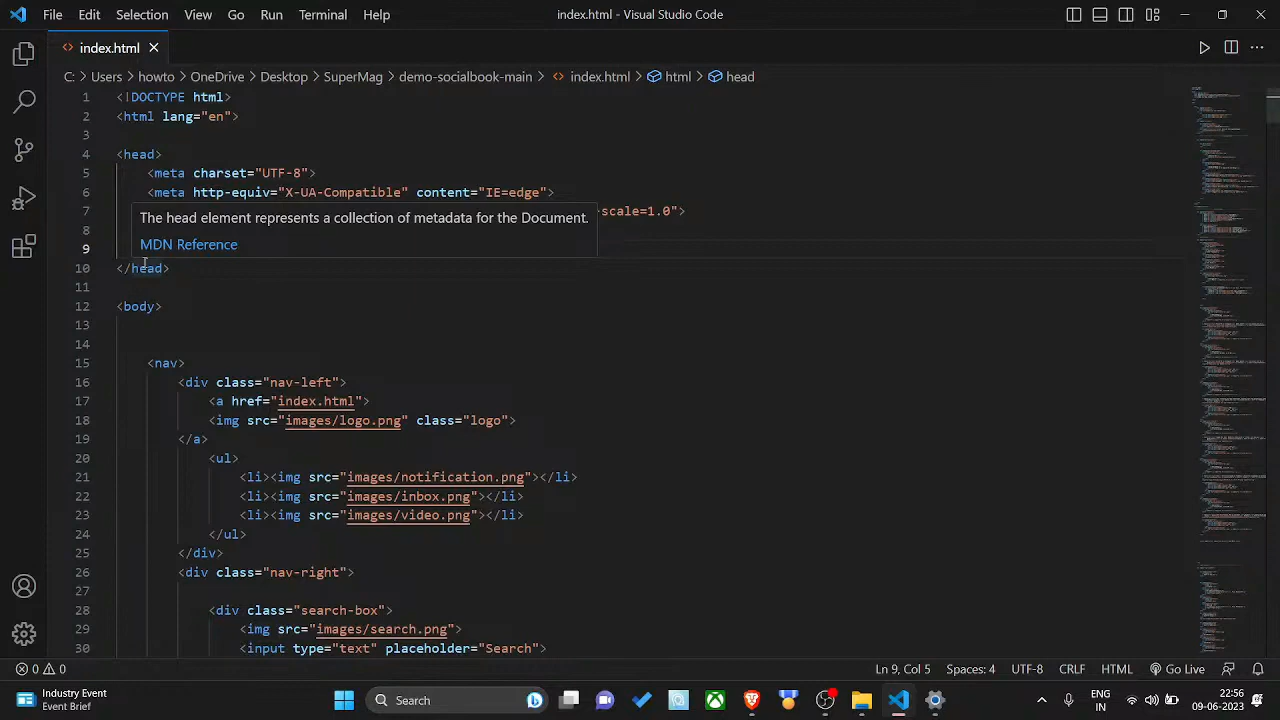 File Edit Selection View Go Run Terminal Help
index.html - Visual Studio Code
index.html
C: > Users > howto > OneDrive > Desktop > SuperMag > demo-socialbook-main > index.html > html > head
1 <!DOCTYPE html>
2 <html lang="en">
3
4 <head>
5 <meta charset="UTF-8">
6 <meta http-equiv="X-UA-Compatible" content="IE=edge">
7 scale=1.0">
The head element represents a collection of metadata for the Document.
MDN Reference
9
10 </head>
11
12 <body>
13
14
15 <nav>
16 <div class="nav-left">
17 <a href="index.html">
18 <img src="images/logo.png" class="logo">
19 </a>
20 <ul>
21 <li><img src="images/notification.png"></li>
22 <li><img src="images/inbox.png"></li>
23 <li><img src="images/video.png"></li>
24 </ul>
25 </div>
26 <div class="nav-right">
27
28 <div class="search-box">
29 <img src="images/search.png">
30 <input type="text" placeholder="Search">
0 0
Ln 9, Col 5 Spaces: 4 UTF-8 CRLF HTML Go Live
Industry Event
Event Brief
Search
ENG
IN
22:56
09-06-2023